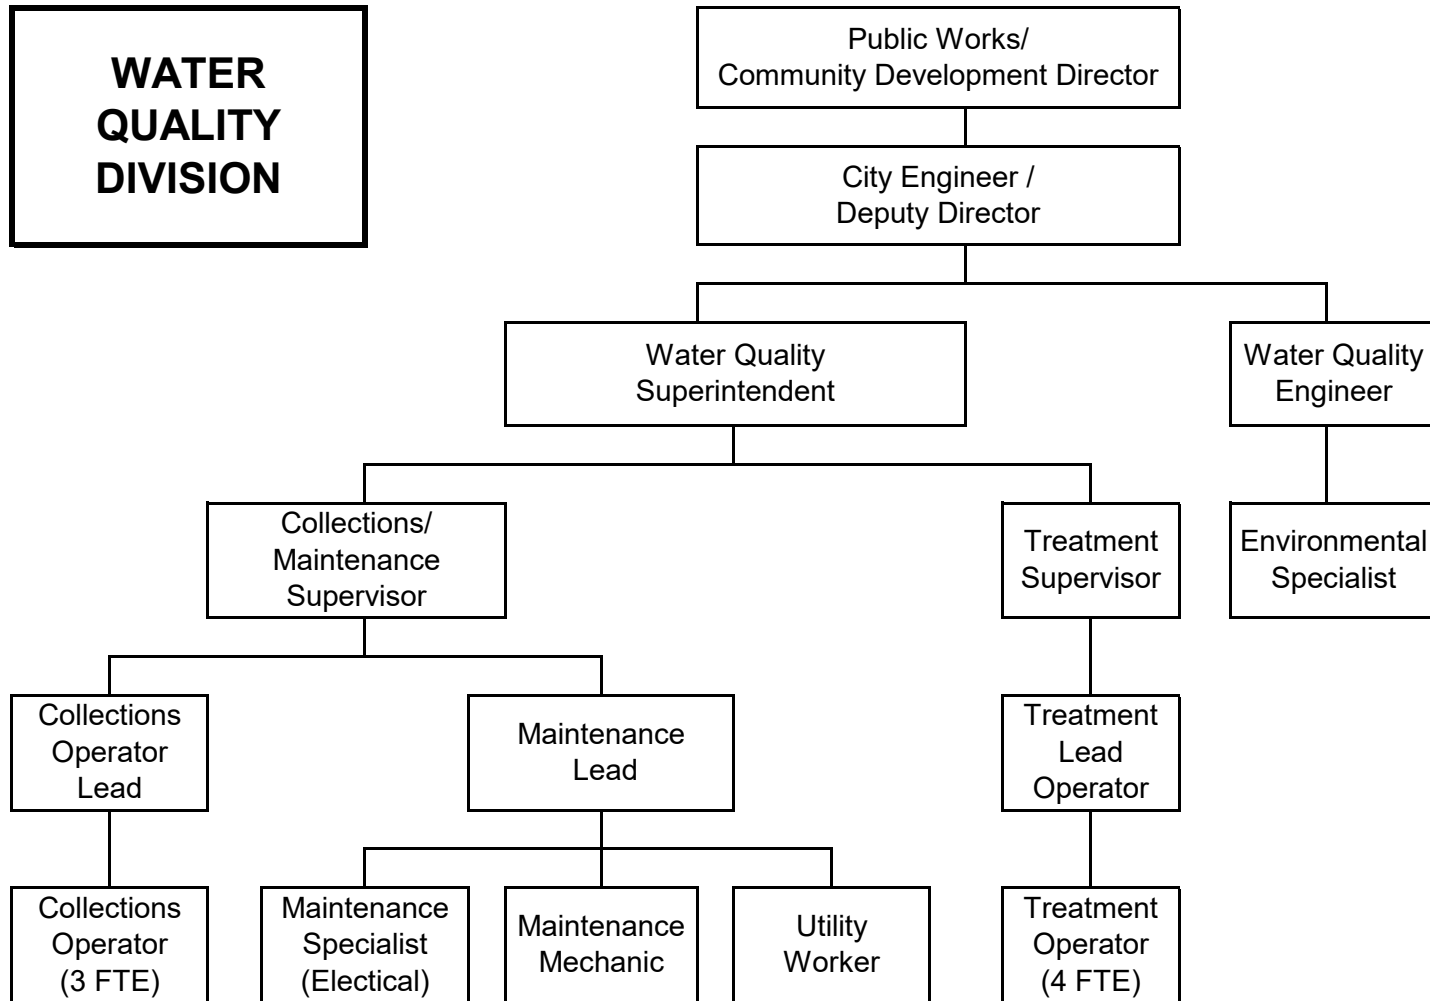 WATER
QUALITY
DIVISION
Public Works/
Community Development Director
City Engineer /
Deputy Director
Water Quality
Superintendent
Water Quality
Engineer
Collections/
Maintenance
Supervisor
Treatment
Supervisor
Environmental
Specialist
Collections
Operator
Lead
Maintenance
Lead
Treatment
Lead
Operator
Collections
Operator
(3 FTE)
Maintenance
Specialist
(Electical)
Maintenance
Mechanic
Utility
Worker
Treatment
Operator
(4 FTE)